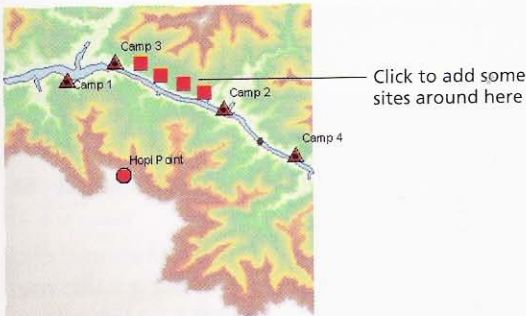 Camp 3
Camp 1
Camp 2
Camp 4
Hopi Point
Click to add some
sites around here